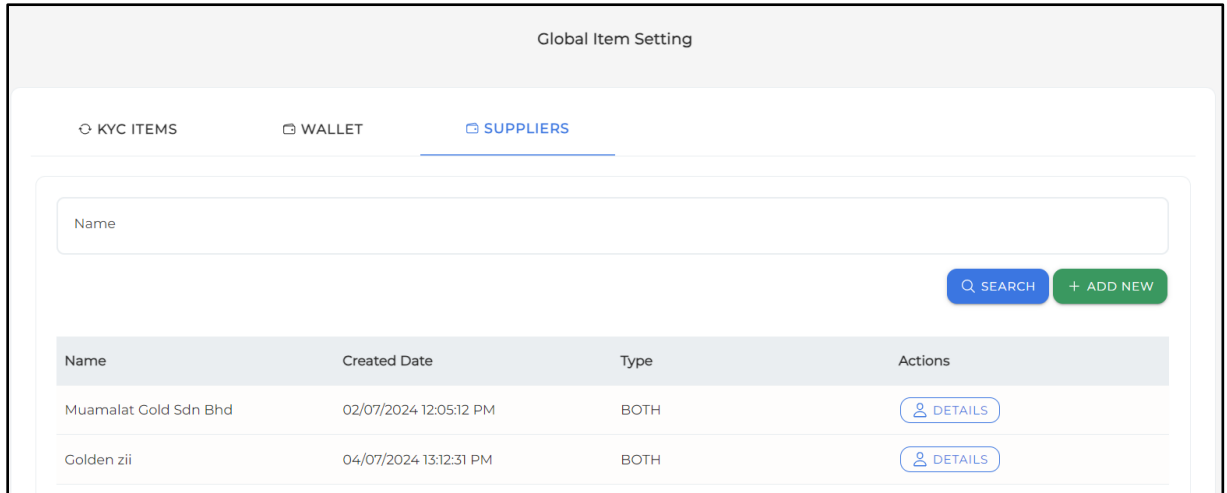 Global Item Setting
KYC ITEMS WALLET SUPPLIERS
Name
SEARCH + ADD NEW
Name Created Date Type Actions
Muamalat Gold Sdn Bhd 02/07/2024 12:05:12 PM BOTH DETAILS
Golden zii 04/07/2024 13:12:31 PM BOTH DETAILS